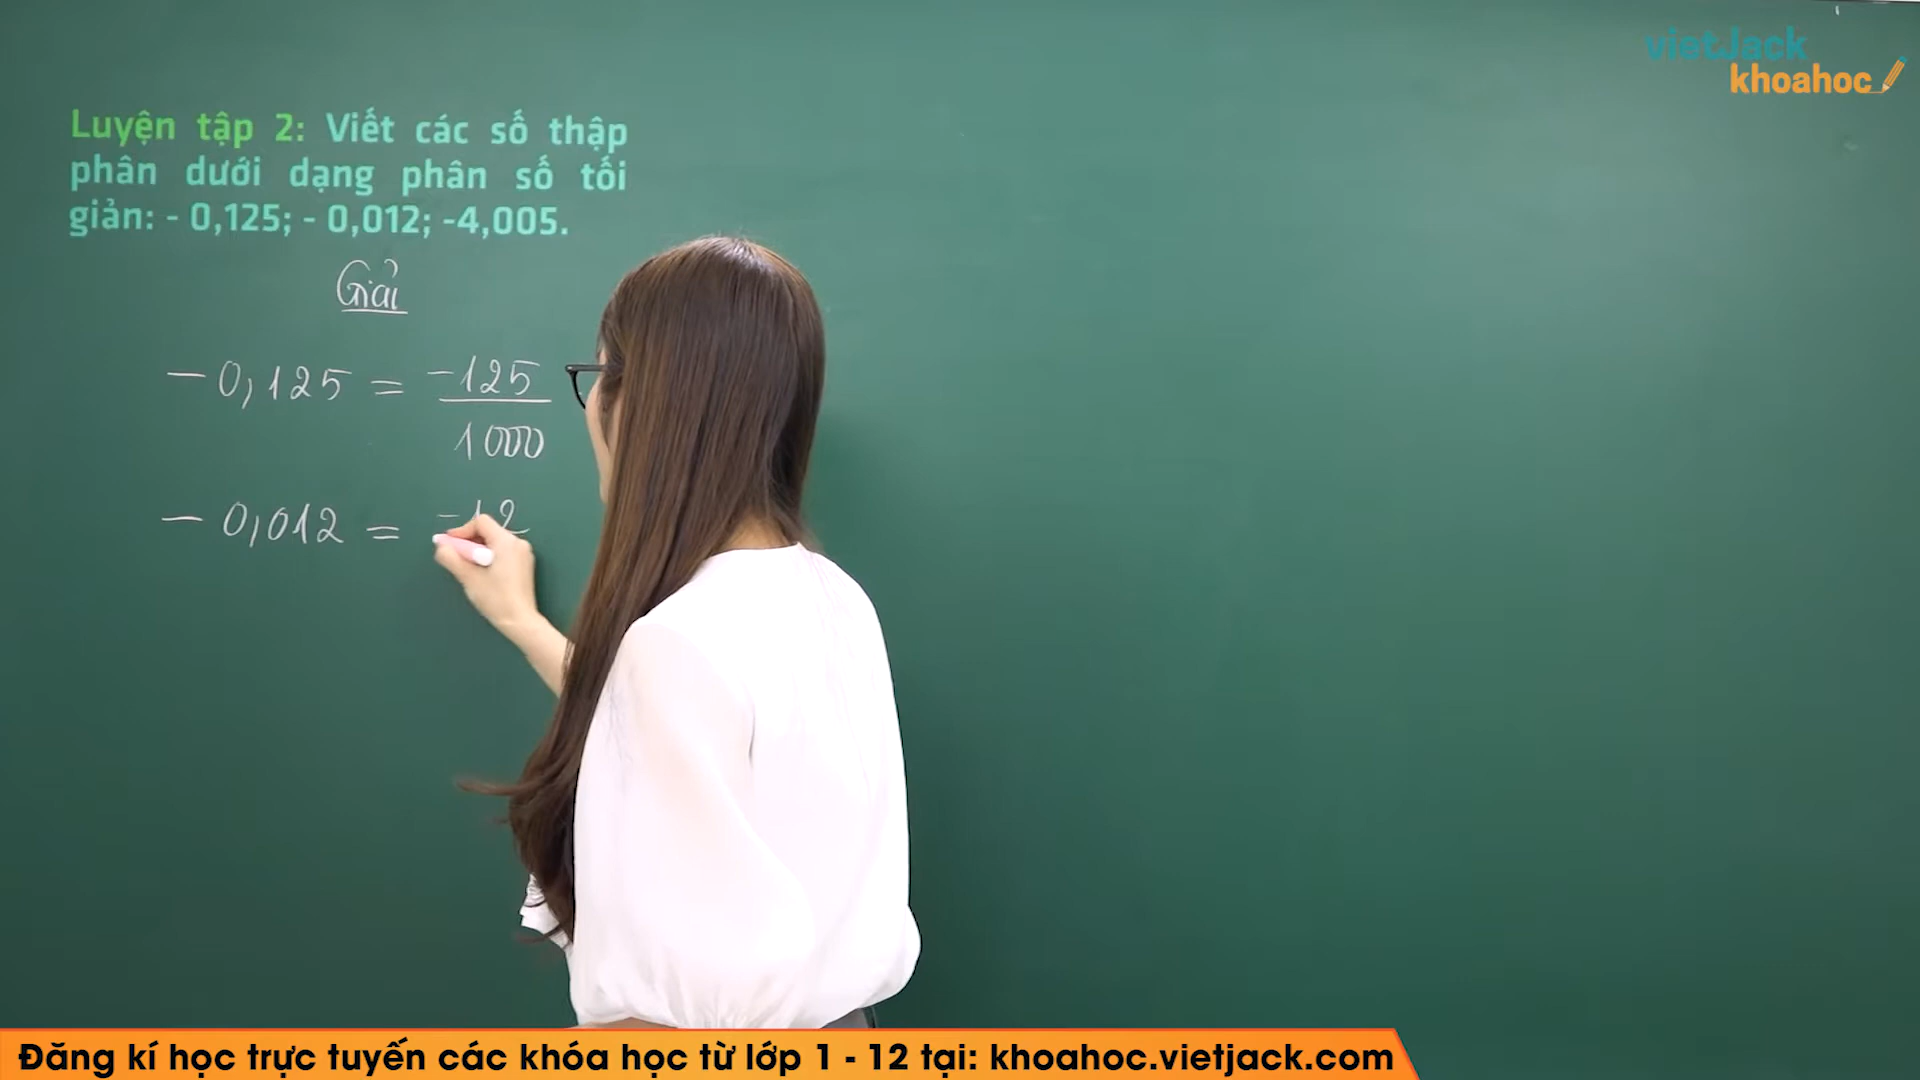 vietJack
khoahoc
Luyện tập 2: Viết các số thập
phân dưới dạng phân số tối
giản: - 0,125; - 0,012; -4,005.
Giải
- 0,125 = -125
1000
- 0,012 = -12
Đăng kí học trực tuyến các khóa học từ lớp 1 - 12 tại: khoahoc.vietjack.com